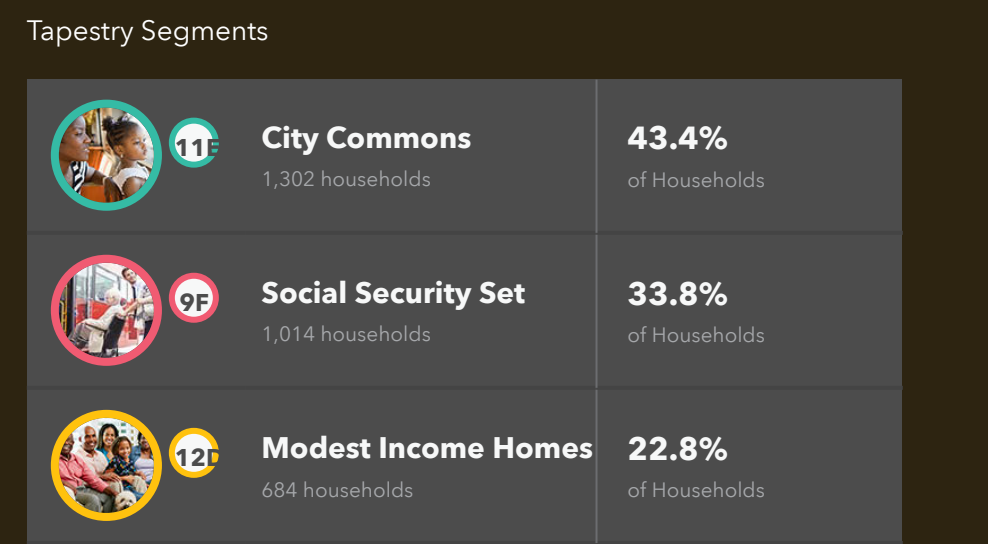 Tapestry Segments
11E
City Commons
43.4%
1,302 households
of Households
9F
Social Security Set
33.8%
1,014 households
of Households
12D
Modest Income Homes
22.8%
684 households
of Households